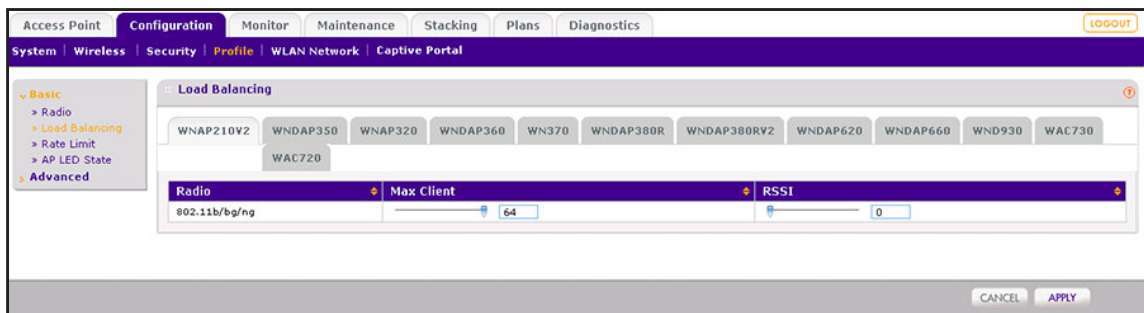 Access Point Configuration Monitor Maintenance Stacking Plans Diagnostics LOGOUT
System | Wireless | Security | Profile | WLAN Network | Captive Portal
Basic
» Radio
» Load Balancing
» Rate Limit
» AP LED State
Advanced
Load Balancing
WNAP210V2 WNDAP350 WNAP320 WNDAP360 WN370 WNDAP380R WNDAP380RV2 WNDAP620 WNDAP660 WND930 WAC730
WAC720
Radio Max Client RSSI
802.11b/bg/ng 64 0
CANCEL APPLY